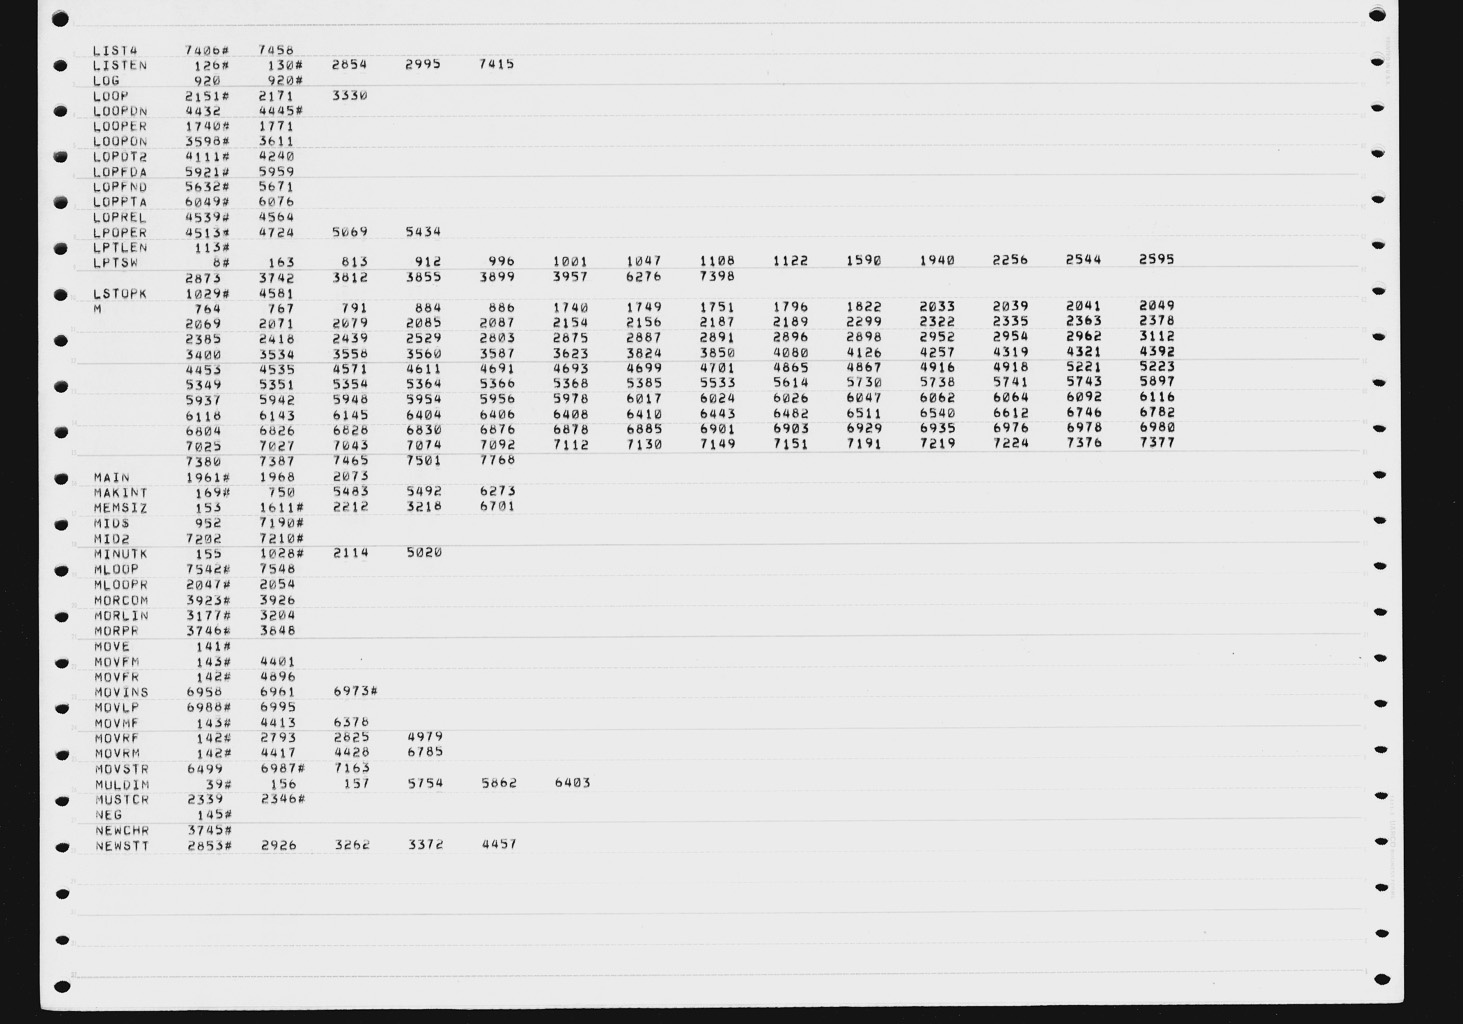 LIST4 7406# 7458
LISTEN 126# 130# 2854 2995 7415
LOG 920 920#
LOOP 2151# 2171 3330
LOOPDN 4432 4445#
LOOPER 1740# 1771
LOOPON 3598# 3611
LOPDT2 4111# 4240
LOPFDA 5921# 5959
LOPFND 5632# 5671
LOPPTA 6049# 6076
LOPREL 4539# 4564
LPOPER 4513# 4724 5069 5434
LPTLEN 113#
LPTSW 8# 163 813 912 996 1001 1047 1108 1122 1590 1940 2256 2544 2595
2873 3742 3812 3855 3899 3957 6276 7398
LSTOPK 1029# 4581
M 764 767 791 884 886 1740 1749 1751 1796 1822 2033 2039 2041 2049
2069 2071 2079 2085 2087 2154 2156 2187 2189 2299 2322 2335 2363 2378
2385 2418 2439 2529 2803 2875 2887 2891 2896 2898 2952 2954 2962 3112
3400 3534 3558 3560 3587 3623 3824 3850 4080 4126 4257 4319 4321 4392
4453 4535 4571 4611 4691 4693 4699 4701 4865 4867 4916 4918 5221 5223
5349 5351 5354 5364 5366 5368 5385 5533 5614 5730 5738 5741 5743 5897
5937 5942 5948 5954 5956 5978 6017 6024 6026 6047 6062 6064 6092 6116
6118 6143 6145 6404 6406 6408 6410 6443 6482 6511 6540 6612 6746 6782
6804 6826 6828 6830 6876 6878 6885 6901 6903 6929 6935 6976 6978 6980
7025 7027 7043 7074 7092 7112 7130 7149 7151 7191 7219 7224 7376 7377
7380 7387 7465 7501 7768
MAIN 1961# 1968 2073
MAKINT 169# 750 5483 5492 6273
MEMSIZ 153 1611# 2212 3218 6701
MIDS 952 7190#
MID2 7202 7210#
MINUTK 155 1028# 2114 5020
MLOOP 7542# 7548
MLOOPR 2047# 2054
MORCOM 3923# 3926
MORLIN 3177# 3204
MORPR 3746# 3848
MOVE 141#
MOVFM 143# 4401
MOVFR 142# 4896
MOVINS 6958 6961 6973#
MOVLP 6988# 6995
MOVMF 143# 4413 6378
MOVRF 142# 2793 2825 4979
MOVRM 142# 4417 4428 6785
MOVSTR 6499 6987# 7163
MULDIM 39# 156 157 5754 5862 6403
MUSTCR 2339 2346#
NEG 145#
NEWCHR 3745#
NEWSTT 2853# 2926 3262 3372 4457